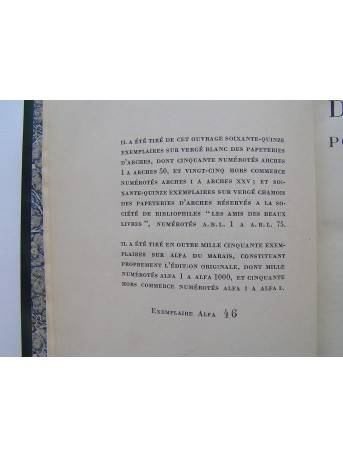 IL A ÉTÉ TIRÉ DE CET OUVRAGE SOIXANTE-QUINZE
EXEMPLAIRES SUR VERGÉ BLANC DES PAPETERIES
D'ARCHES, DONT CINQUANTE NUMÉROTÉS ARCHES
1 A ARCHES 50, ET VINGT-CINQ HORS COMMERCE
NUMÉROTÉS ARCHES I A ARCHES XXV ; ET SOI-
XANTE-QUINZE EXEMPLAIRES SUR VERGÉ CHAMOIS
DES PAPETERIES D'ARCHES RÉSERVÉS A LA SO-
CIÉTÉ DE BIBLIOPHILES "LES AMIS DES BEAUX
LIVRES", NUMÉROTÉS A.B.L. 1 A A.B.L. 75.
IL A ÉTÉ TIRÉ EN OUTRE MILLE CINQUANTE EXEM-
PLAIRES SUR ALFA DU MARAIS, CONSTITUANT
PROPREMENT L'ÉDITION ORIGINALE, DONT MILLE
NUMÉROTÉS ALFA 1 A ALFA 1000, ET CINQUANTE
HORS COMMERCE NUMÉROTÉS ALFA I A ALFA L.
EXEMPLAIRE ALFA 46
D
P